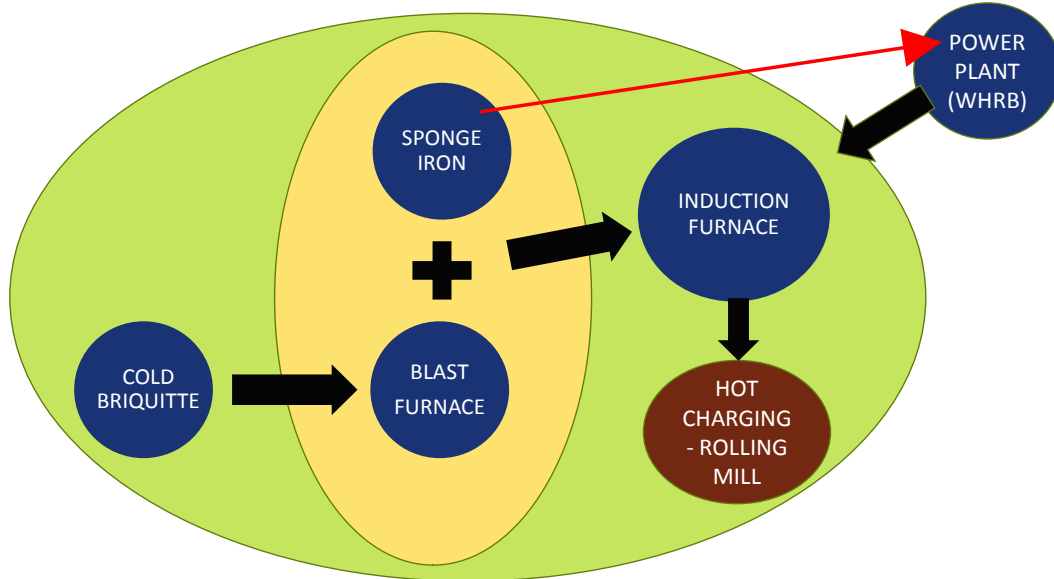 POWER
PLANT
(WHRB)
SPONGE
IRON
INDUCTION
FURNACE
COLD
BRIQUITTE
BLAST
FURNACE
HOT
CHARGING
- ROLLING
MILL